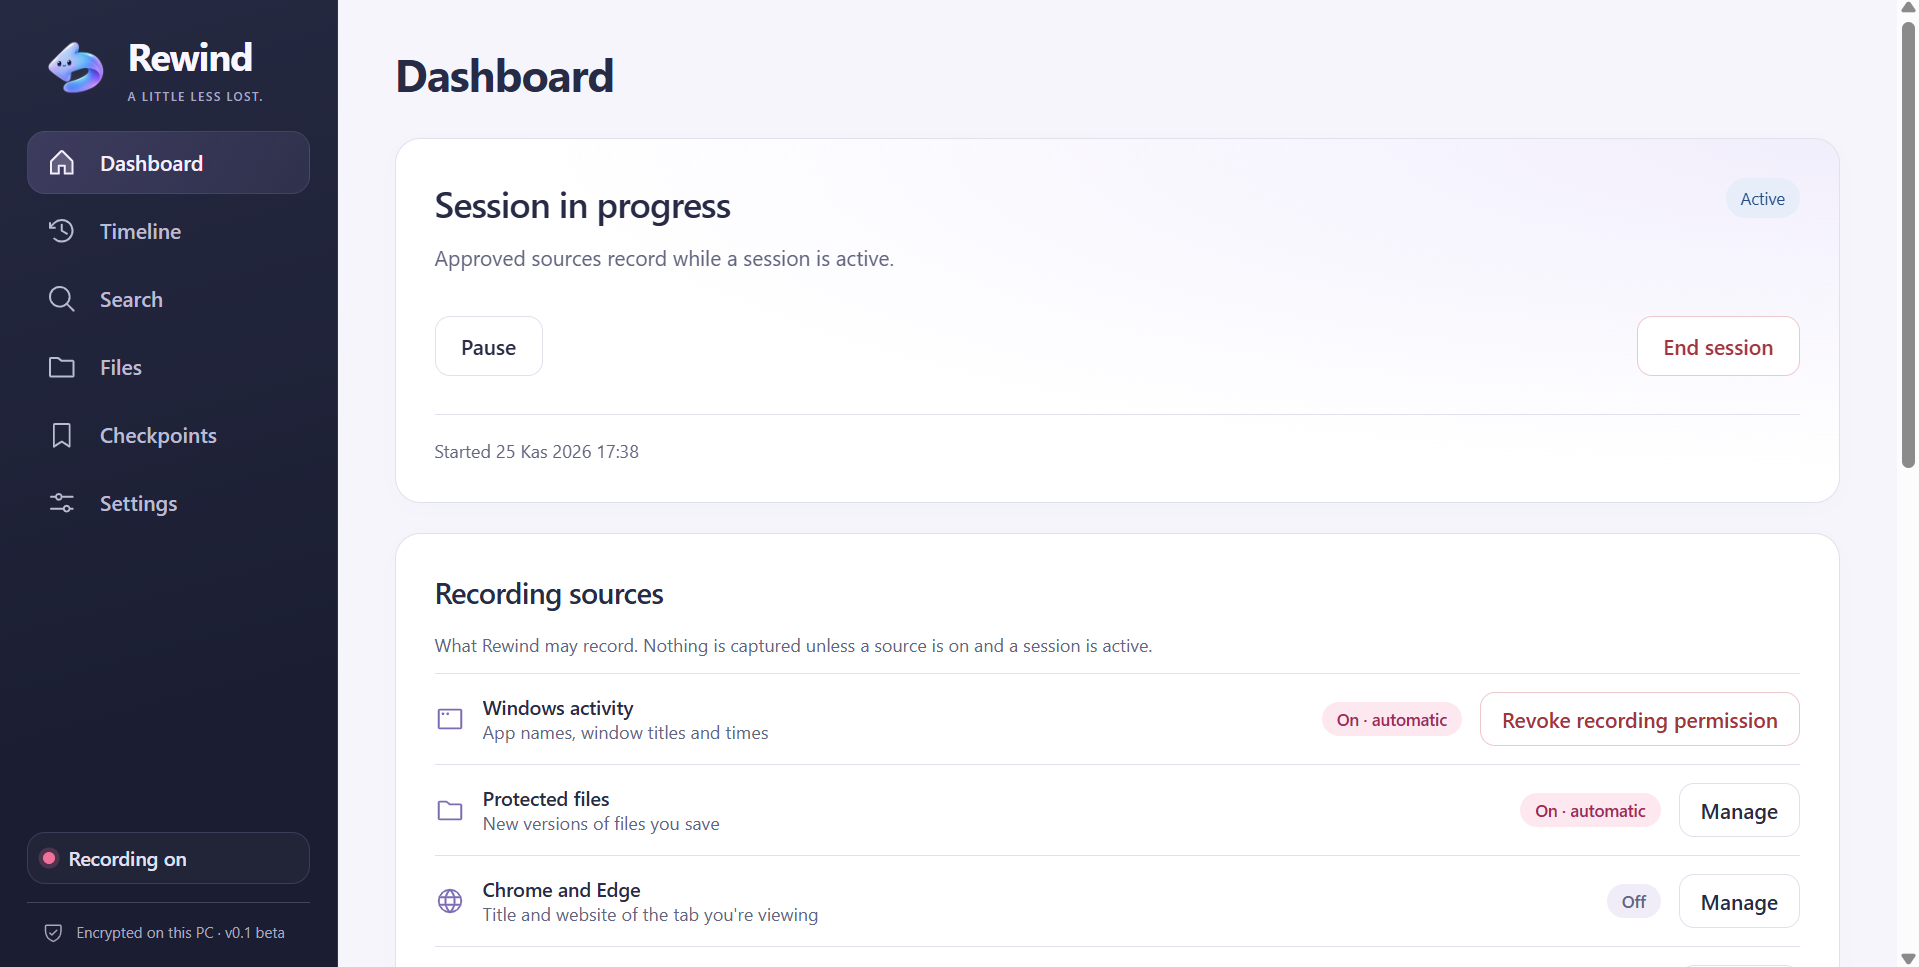 Rewind
A LITTLE LESS LOST.
Dashboard
Timeline
Search
Files
Checkpoints
Settings
Recording on
Encrypted on this PC · v0.1 beta
Dashboard
Session in progress
Active
Approved sources record while a session is active.
Pause
End session
Started 25 Kas 2026 17:38
Recording sources
What Rewind may record. Nothing is captured unless a source is on and a session is active.
Windows activity
App names, window titles and times
On · automatic
Revoke recording permission
Protected files
New versions of files you save
On · automatic
Manage
Chrome and Edge
Title and website of the tab you're viewing
Off
Manage